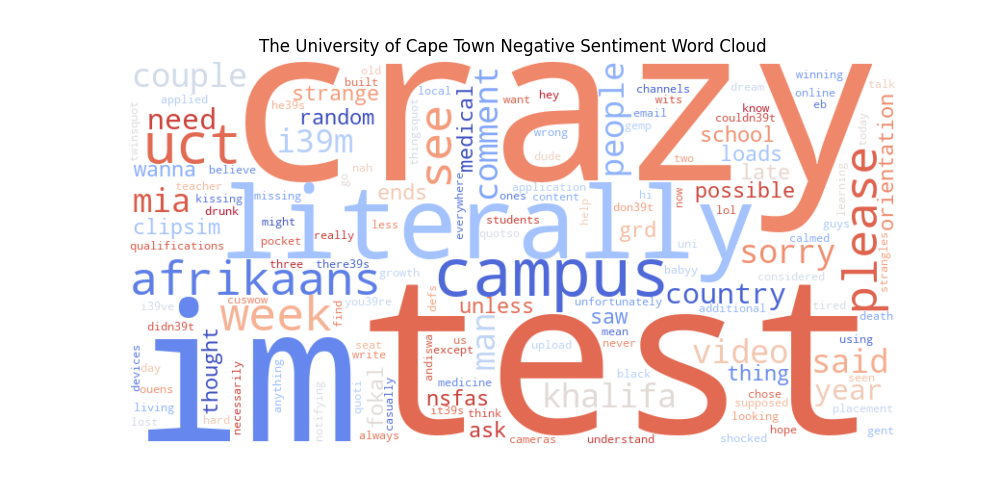 The University of Cape Town Negative Sentiment Word Cloud
crazy
couple
applied
old
built
he39s
strange
local
comment
people
channels
wits
winning
online
eb
talk
dream
want
hey
email
know
couldn39t
gemp
wrong
twinsquot
need
random
uct
i39m
see
thingsquot
medical
dude
two
school
loads
today
orientation
wanna
believe
nah
go
teacher
ends
late
mia
kissing
missing
drunk
literally
everywhere
application
ones
content
hi
help
don39t
now
possible
lol
learning
please
clipsim
might
less
students
quotso
grd
uni
guys
calmed
qualifications
pocket
really
sorry
strangles
three
there39s
afrikaans
growth
campus
babyy
country
considered
i39ve
cuswow
you39re
defs
unless
unfortunately
additional
tired
death
im
week
find
test
saw
mean
never
didn39t
thought
us
except
man
using
devices
day
seat
write
andiswa
upload
video
said
ouens
anything
black
thing
seen
living
necessarily
notifying
quoti
fokal
casually
medicine
nsfas
khalifa
chose
supposed
year
placement
lost
hard
it39s
think
looking
always
ask
cameras
understand
hope
shocked
gent